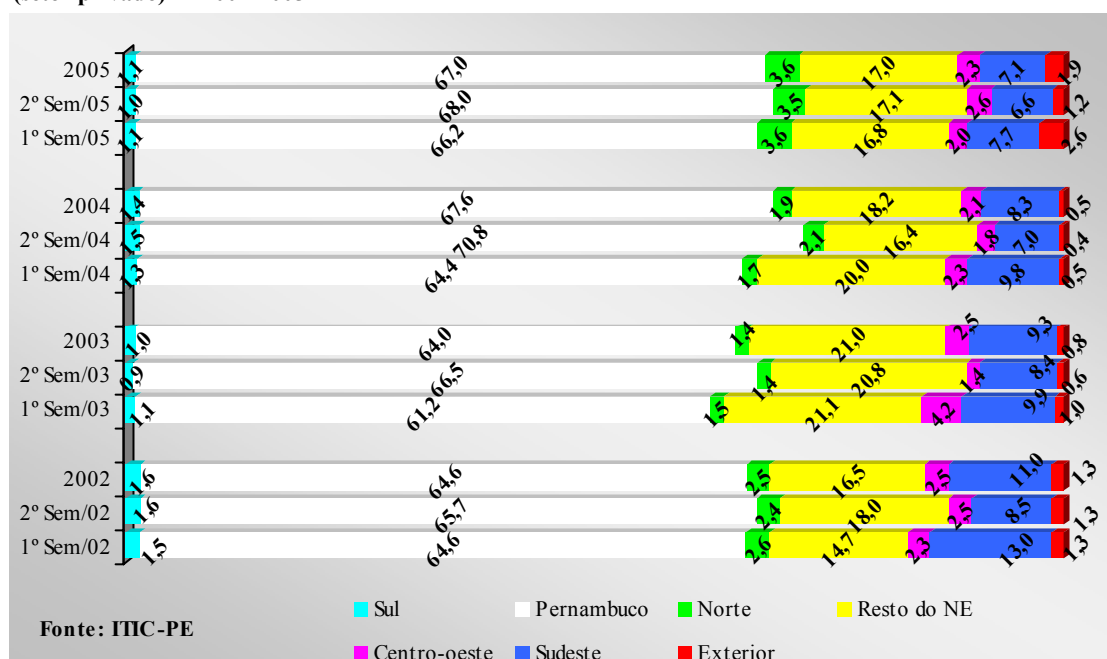 2005 1,1 67,0 3,6 17,0 2,3 7,1 1,9
2º Sem/05 1,0 68,0 3,5 17,1 2,6 6,6 1,2
1º Sem/05 1,1 66,2 3,6 16,8 2,0 7,7 2,6
2004 1,4 67,6 1,9 18,2 2,1 8,3 0,5
2º Sem/04 1,5 70,8 2,1 16,4 1,8 7,0 0,4
1º Sem/04 1,3 64,4 1,7 20,0 2,3 9,8 0,5
2003 1,0 64,0 1,4 21,0 2,5 9,3 0,8
2º Sem/03 0,9 66,5 1,4 20,8 1,4 8,4 0,6
1º Sem/03 1,1 61,2 1,5 21,1 4,2 9,9 1,0
2002 1,6 64,6 2,5 16,5 2,5 11,0 1,3
2º Sem/02 1,6 65,7 2,4 18,0 2,5 8,5 1,3
1º Sem/02 1,5 64,6 2,6 14,7 2,3 13,0 1,3
Sul Pernambuco Norte Resto do NE
Fonte: ITIC-PE
Centro-oeste Sudeste Exterior